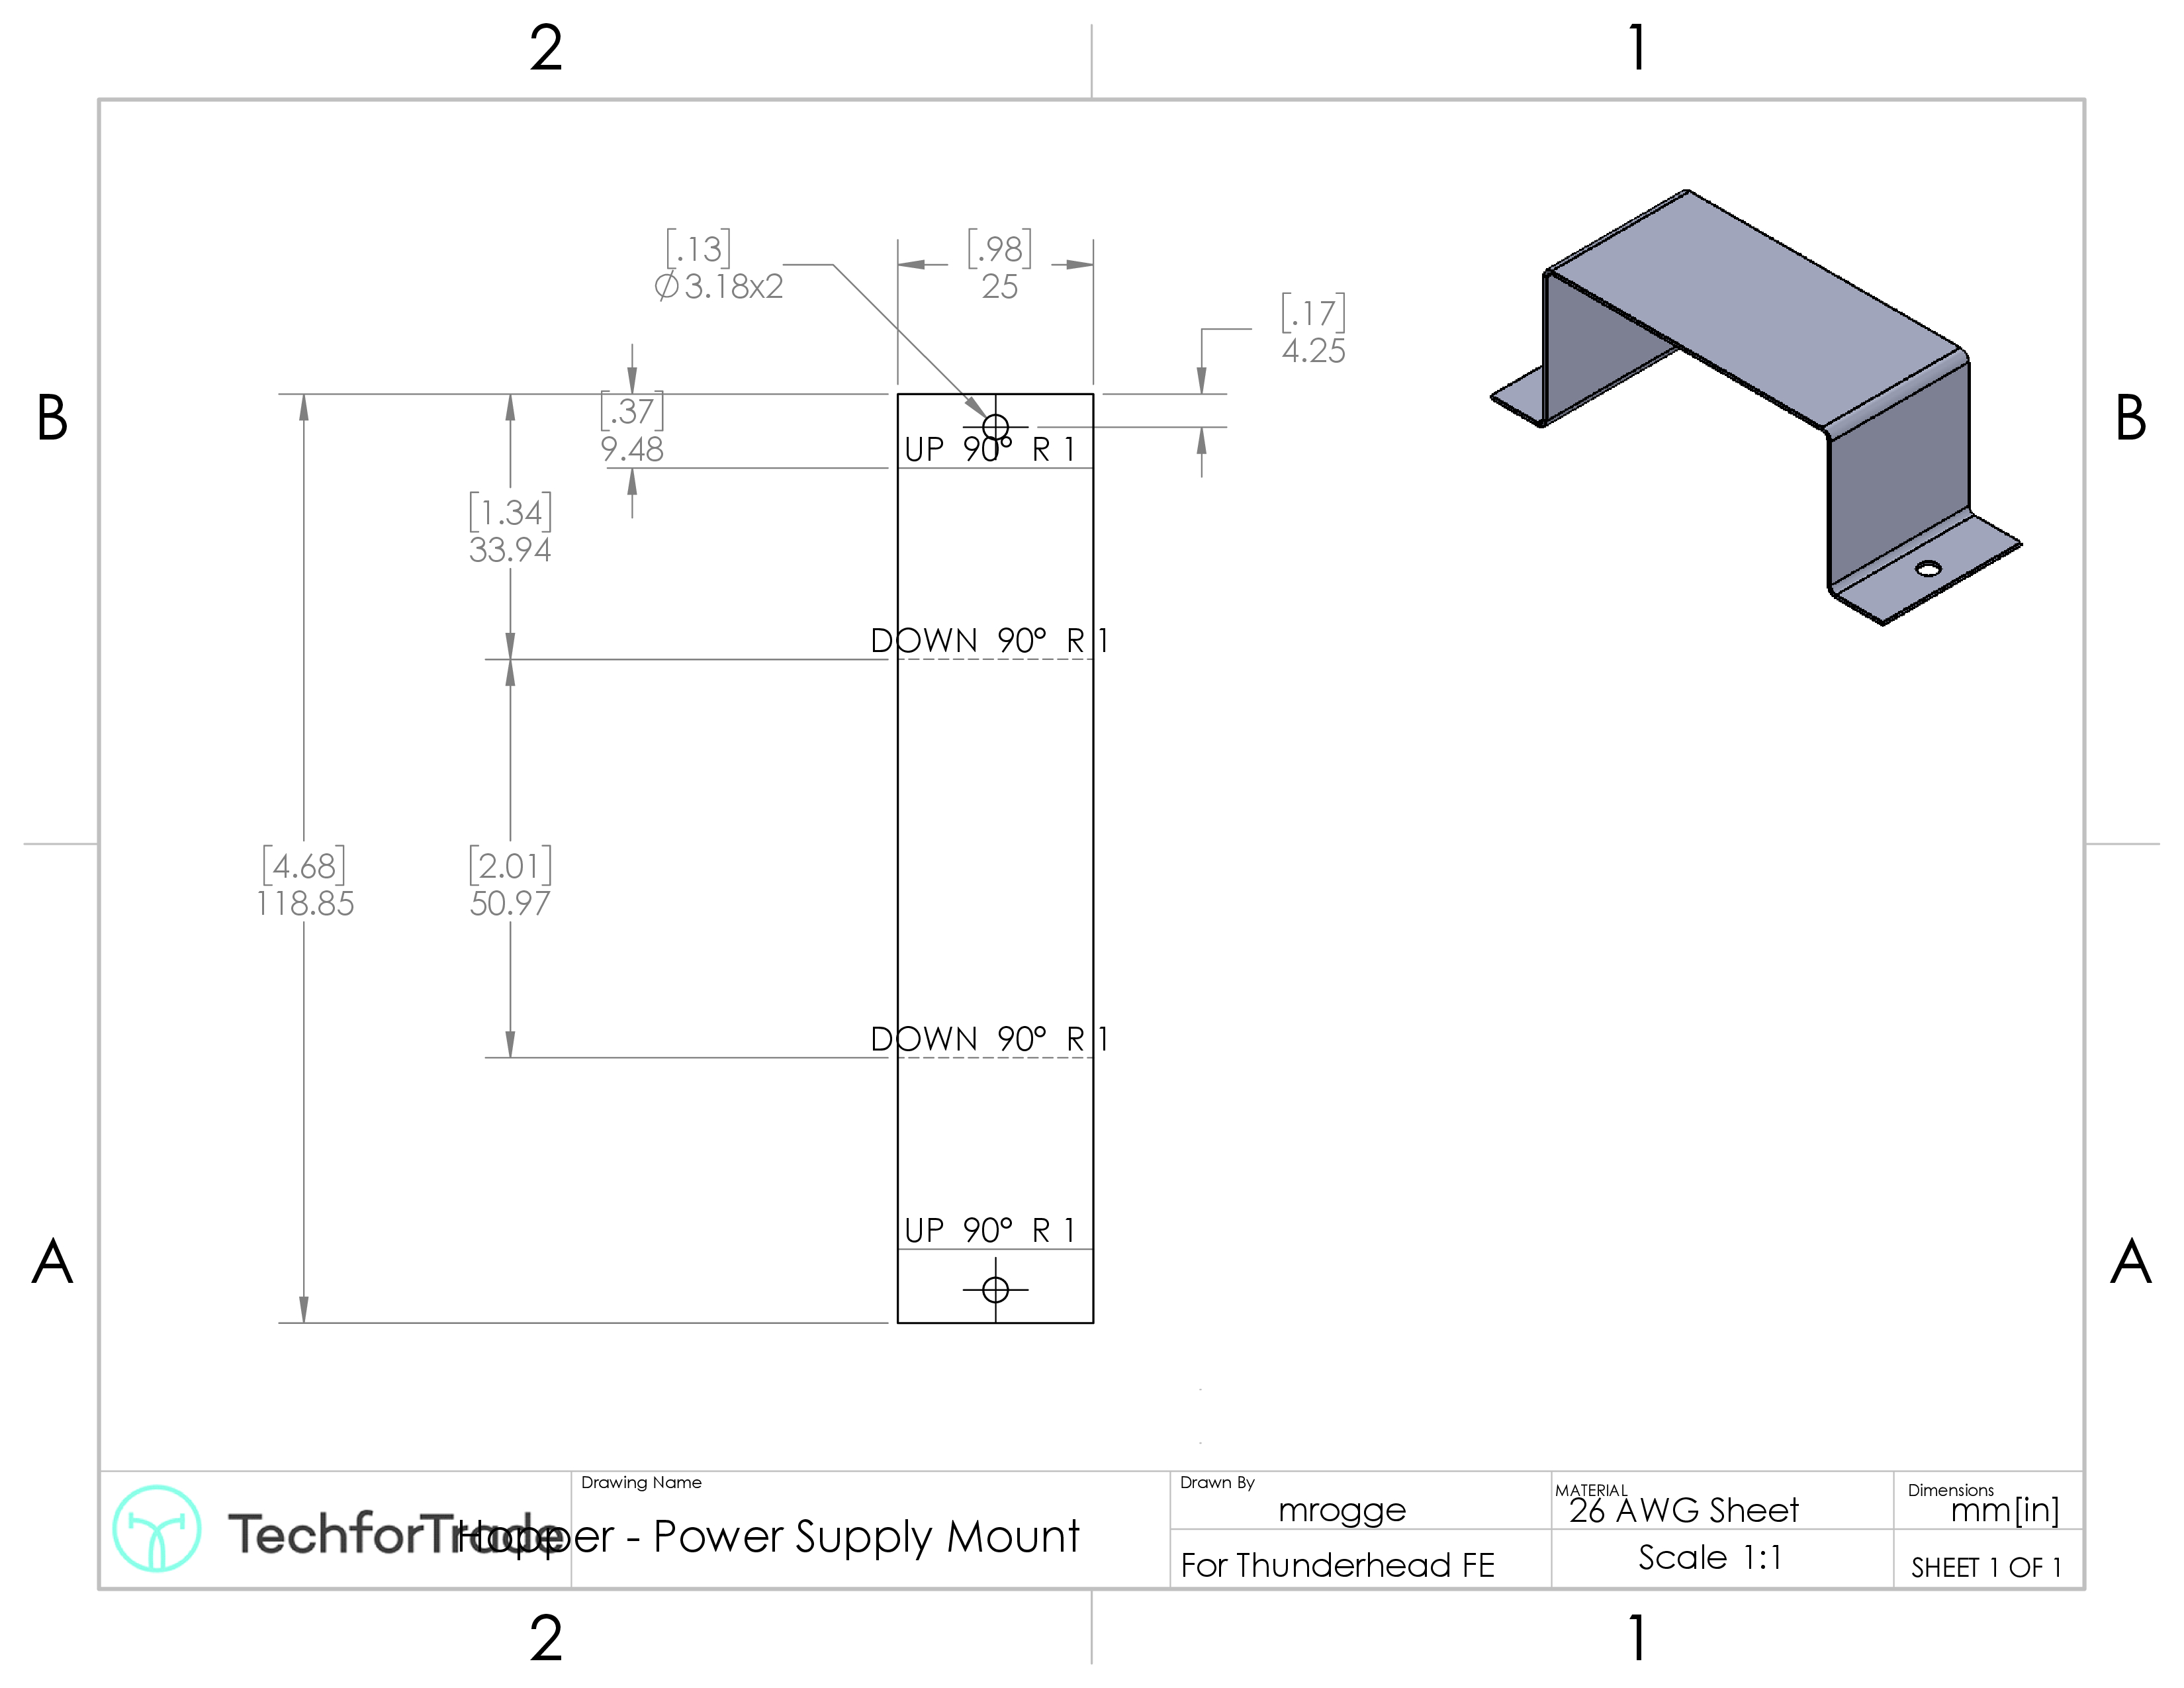 2
1
[.13]
Ø3.18x2
[.98]
25
[.17]
4.25
B
B
[.37]
9.48
UP 90° R 1
[1.34]
33.94
DOWN 90° R 1
[4.68]
118.85
[2.01]
50.97
DOWN 90° R 1
UP 90° R 1
A
A
TechforTrade
Drawing Name
Hopper - Power Supply Mount
Drawn By
mrogge
For Thunderhead FE
MATERIAL
26 AWG Sheet
Scale 1:1
Dimensions
mm[in]
SHEET 1 OF 1
2
1